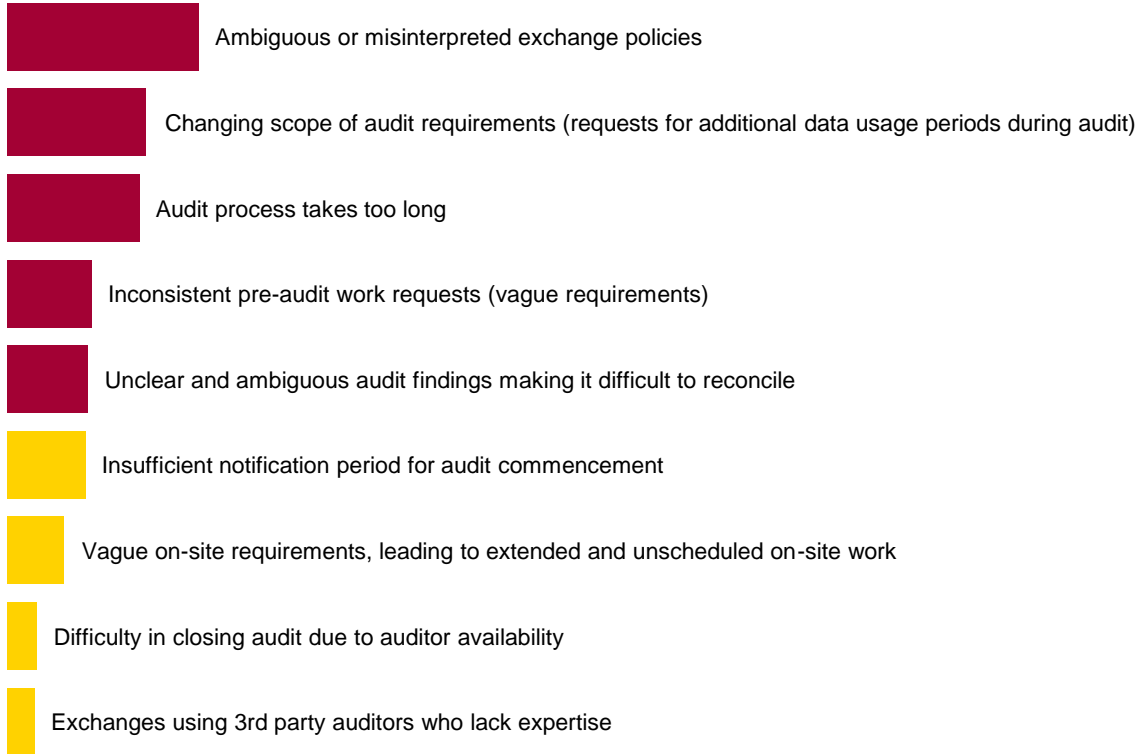 Ambiguous or misinterpreted exchange policies
Changing scope of audit requirements (requests for additional data usage periods during audit)
Audit process takes too long
Inconsistent pre-audit work requests (vague requirements)
Unclear and ambiguous audit findings making it difficult to reconcile
Insufficient notification period for audit commencement
Vague on-site requirements, leading to extended and unscheduled on-site work
Difficulty in closing audit due to auditor availability
Exchanges using 3rd party auditors who lack expertise